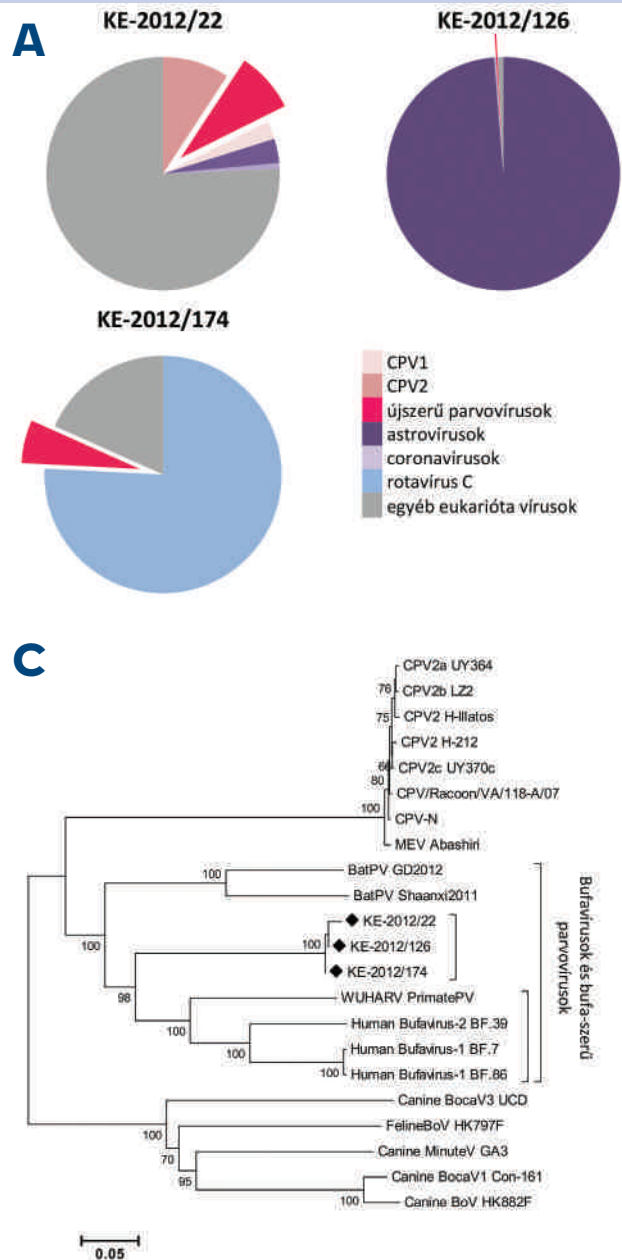 A
KE-2012/22
KE-2012/126
KE-2012/174
CPV1
CPV2
újszerű parvovírusok
astrovírusok
coronavirusok
rotavírus C
egyéb eukarióta vírusok
C
CPV2a UY364
76
CPV2b LZ2
75
CPV2 H-Illatos
CPV2 H-212
66
CPV2c UY370c
80
CPV/Racoon/VA/118-A/07
100
CPV-N
MEV Abashiri
BatPV GD2012
100
BatPV Shaanxi2011
KE-2012/22
100
KE-2012/126
100
KE-2012/174
98
WUHARV PrimatePV
100
Human Bufavirus-2 BF.39
100
Human Bufavirus-1 BF.7
100
Human Bufavirus-1 BF.86
Bufavírusok és bufa-szerű
parvovírusok
Canine BocaV3 UCD
100
FelineBoV HK797F
70
Canine MinuteV GA3
95
Canine BocaV1 Con-161
100
Canine BoV HK882F
0.05